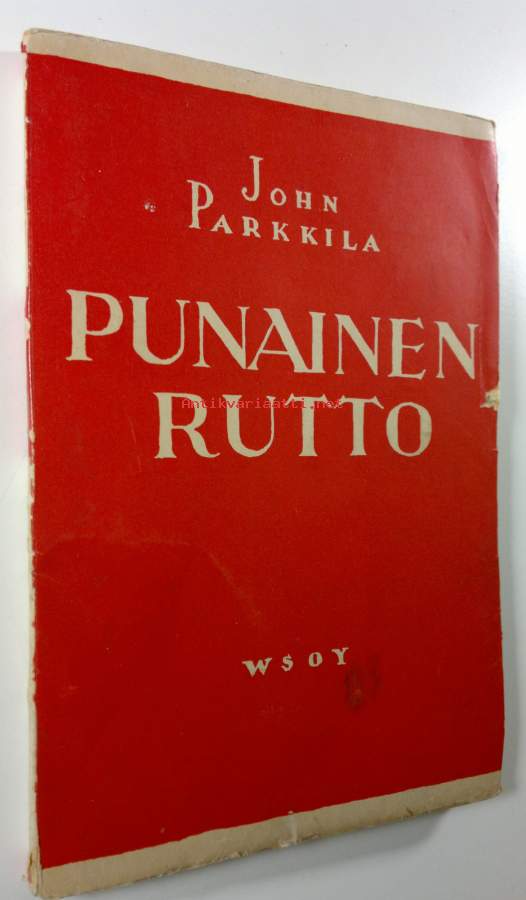 JOHN
PARKKILA
PUNAINEN
Antikvariaatti.net
RUTTO
WSOY